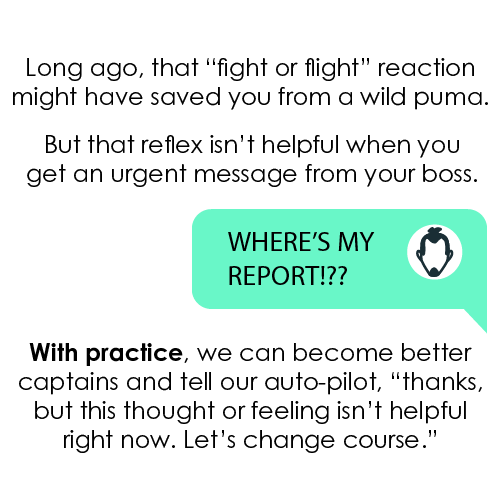 Long ago, that “fight or flight” reaction
might have saved you from a wild puma.
But that reflex isn’t helpful when you
get an urgent message from your boss.
WHERE’S MY
REPORT!??
With practice, we can become better
captains and tell our auto-pilot, “thanks,
but this thought or feeling isn’t helpful
right now. Let’s change course.”